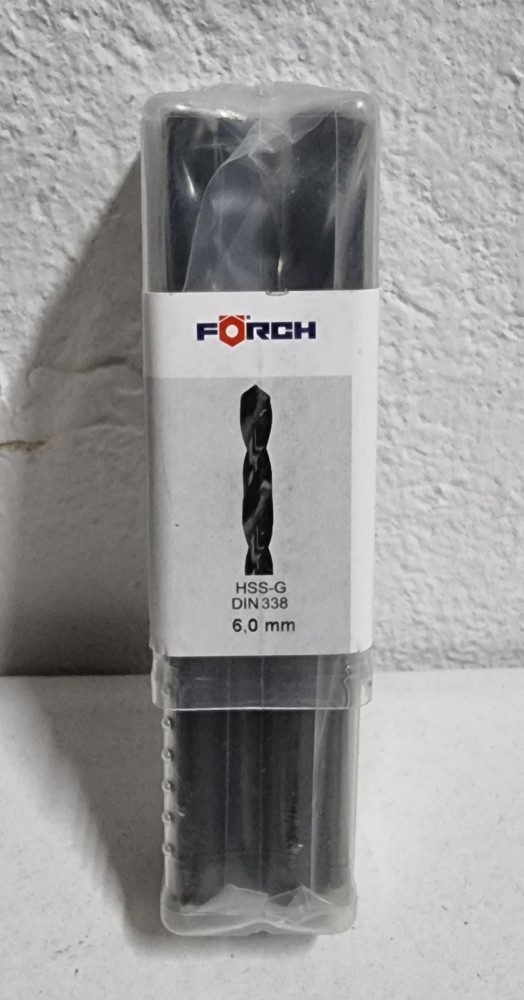 FÖRCH
HSS-G
DIN 338
6,0 mm